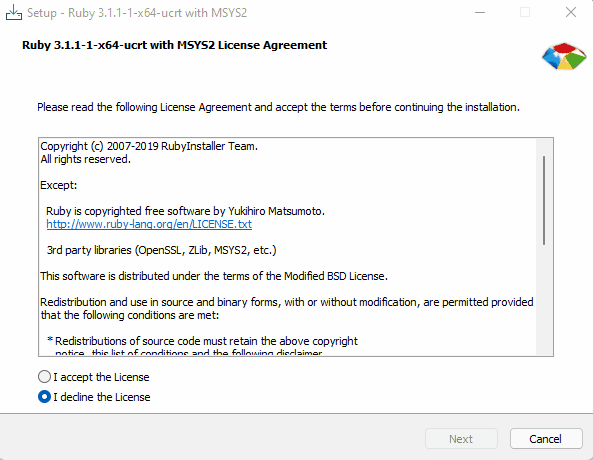 Setup - Ruby 3.1.1-1-x64-ucrt with MSYS2
Ruby 3.1.1-1-x64-ucrt with MSYS2 License Agreement
Please read the following License Agreement and accept the terms before continuing the installation.
Copyright (c) 2007-2019 RubyInstaller Team.
All rights reserved.
Except:
Ruby is copyrighted free software by Yukihiro Matsumoto.
http://www.ruby-lang.org/en/LICENSE.txt
3rd party libraries (OpenSSL, ZLib, MSYS2, etc.)
This software is distributed under the terms of the Modified BSD License.
Redistribution and use in source and binary forms, with or without modification, are permitted provided
that the following conditions are met:
* Redistributions of source code must retain the above copyright
notice, this list of conditions and the following disclaimer.
I accept the License
I decline the License
Next
Cancel